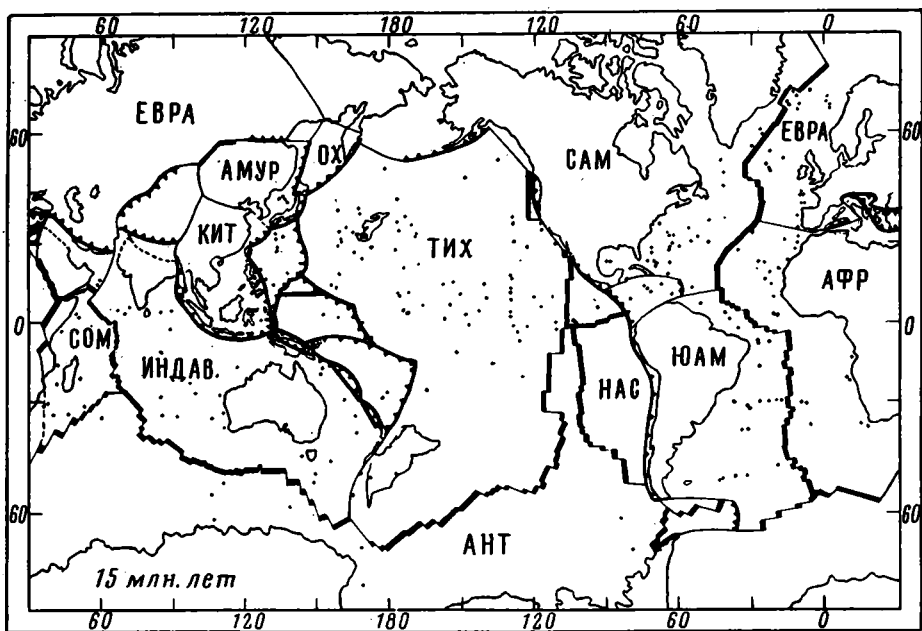 60 120 180 120 60 0
ЕВРА ЕВРА
60 60
АМУР ОХ САМ
КИТ ТИХ АФР
0 СОМ ИНДАВ. НАС ЮАМ 0
60 АНТ 60
15 млн. лет
60 120 180 120 60 0